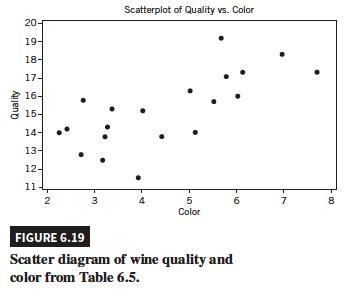 Scatterplot of Quality vs. Color
20
19
18
17
16
15
14
13
12
11
Quality
2 3 4 5 6 7 8
Color
FIGURE 6.19
Scatter diagram of wine quality and
color from Table 6.5.